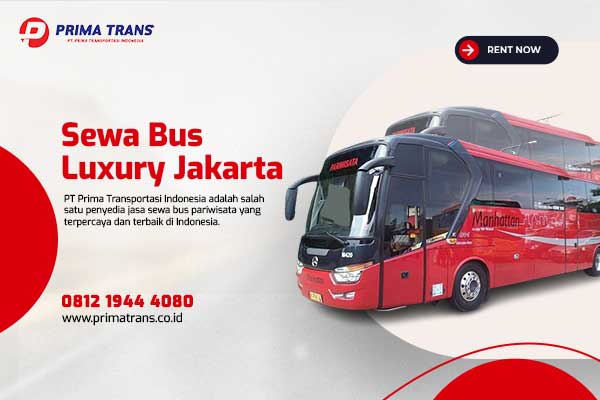 PRIMA TRANS
PT. PRIMA TRANSPORTASI INDONESIA
RENT NOW
Sewa Bus
Luxury Jakarta
PT Prima Transportasi Indonesia adalah salah
satu penyedia jasa sewa bus pariwisata yang
terpercaya dan terbaik di Indonesia.
0812 1944 4080
www.primatrans.co.id
PARIWISATA
Manhattan